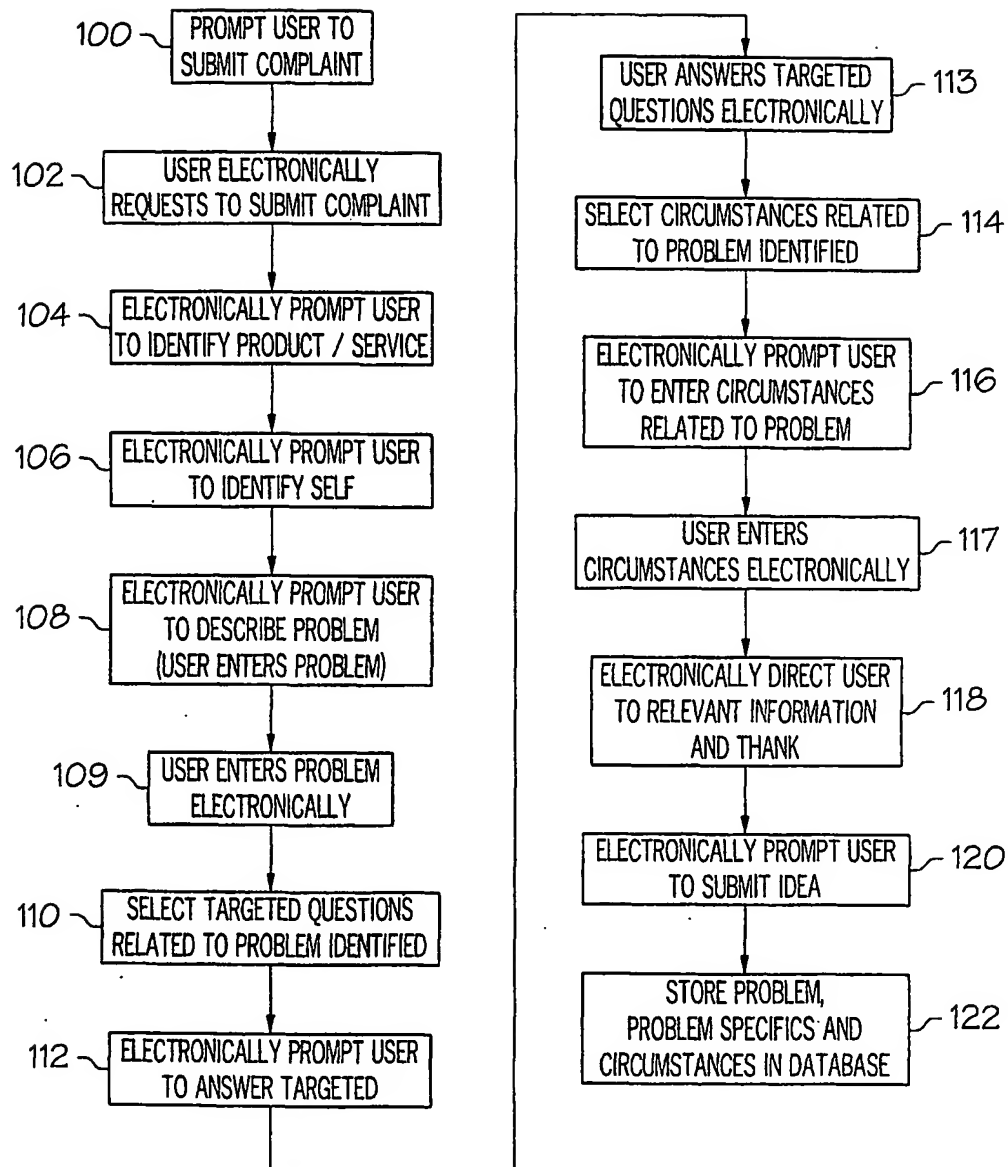 100
PROMPT USER TO
SUBMIT COMPLAINT
102
USER ELECTRONICALLY
REQUESTS TO SUBMIT COMPLAINT
104
ELECTRONICALLY PROMPT USER
TO IDENTIFY PRODUCT / SERVICE
106
ELECTRONICALLY PROMPT USER
TO IDENTIFY SELF
108
ELECTRONICALLY PROMPT USER
TO DESCRIBE PROBLEM
(USER ENTERS PROBLEM)
109
USER ENTERS PROBLEM
ELECTRONICALLY
110
SELECT TARGETED QUESTIONS
RELATED TO PROBLEM IDENTIFIED
112
ELECTRONICALLY PROMPT USER
TO ANSWER TARGETED
USER ANSWERS TARGETED
QUESTIONS ELECTRONICALLY
113
SELECT CIRCUMSTANCES RELATED
TO PROBLEM IDENTIFIED
114
ELECTRONICALLY PROMPT USER
TO ENTER CIRCUMSTANCES
RELATED TO PROBLEM
116
USER ENTERS
CIRCUMSTANCES ELECTRONICALLY
117
ELECTRONICALLY DIRECT USER
TO RELEVANT INFORMATION
AND THANK
118
ELECTRONICALLY PROMPT USER
TO SUBMIT IDEA
120
STORE PROBLEM,
PROBLEM SPECIFICS AND
CIRCUMSTANCES IN DATABASE
122